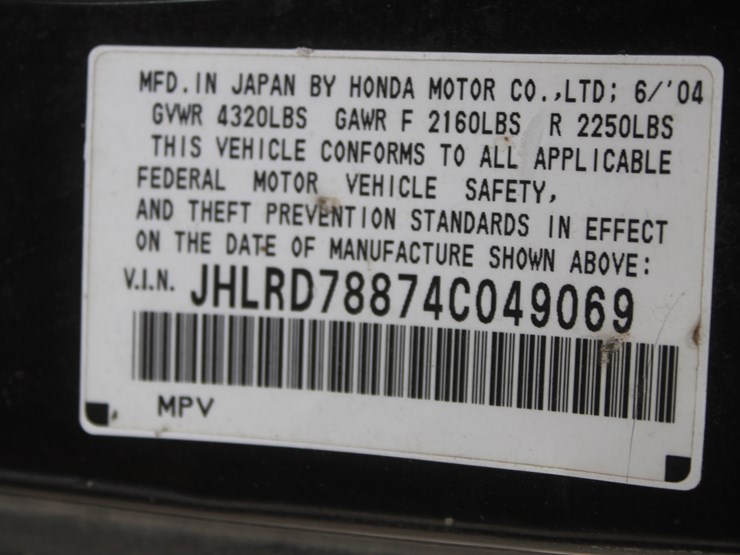 MFD.IN JAPAN BY HONDA MOTOR CO.,LTD; 6/'04
GVWR 4320LBS GAWR F 2160LBS R 2250LBS
THIS VEHICLE CONFORMS TO ALL APPLICABLE
FEDERAL MOTOR VEHICLE SAFETY,
AND THEFT PREVENTION STANDARDS IN EFFECT
ON THE DATE OF MANUFACTURE SHOWN ABOVE:
V.I.N. JHLRD78874C049069
MPV